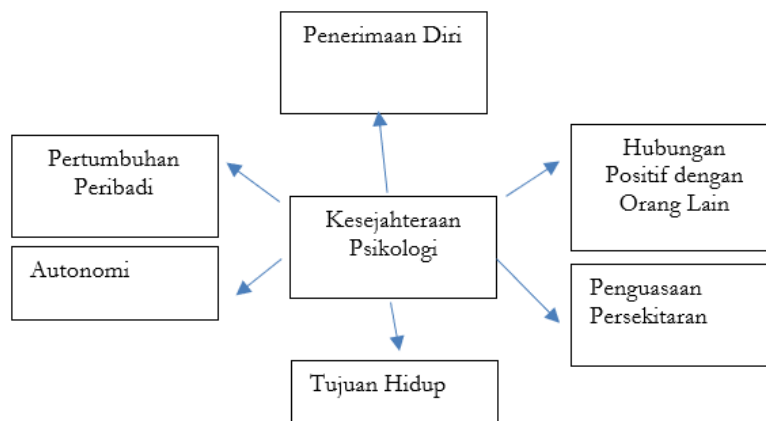 Penerimaan Diri
Pertumbuhan
Peribadi
Hubungan
Positif dengan
Orang Lain
Kesejahteraan
Psikologi
Autonomi
Penguasaan
Persekitaran
Tujuan Hidup